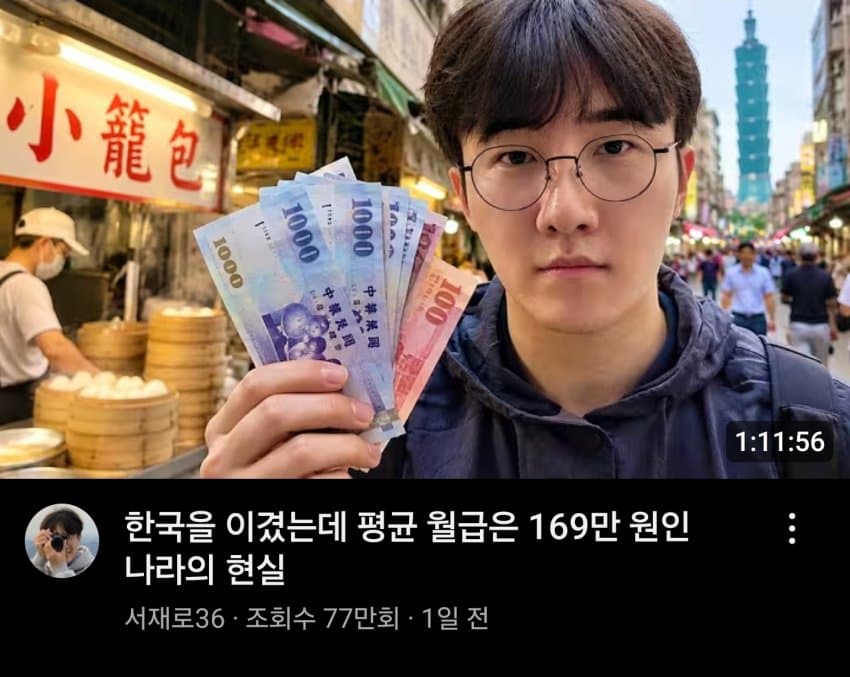 小籠包
1000
1000
1000
100
中華民國
1:11:56
한국을 이겼는데 평균 월급은 169만 원인
나라의 현실
서재로36 · 조회수 77만회 · 1일 전